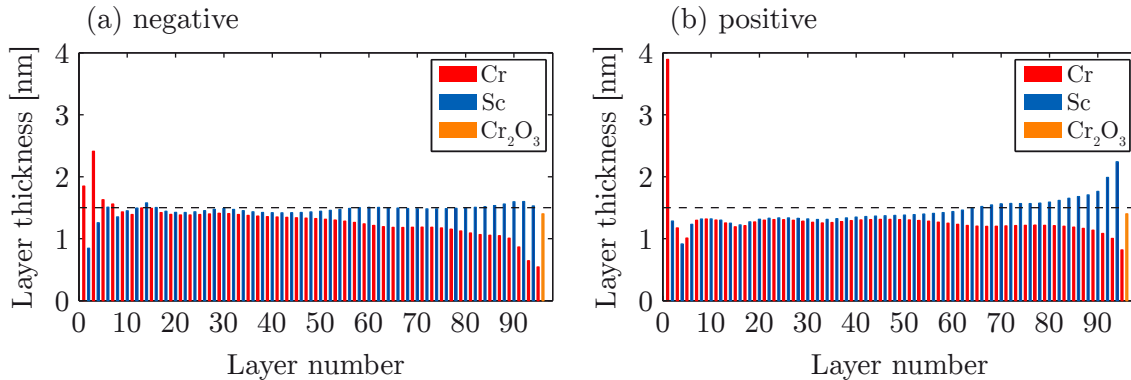 (a) negative
Layer thickness [nm]
4
3
2
1
0
Cr
Sc
Cr₂O₃
0 10 20 30 40 50 60 70 80 90
Layer number
(b) positive
Layer thickness [nm]
4
3
2
1
0
Cr
Sc
Cr₂O₃
0 10 20 30 40 50 60 70 80 90
Layer number